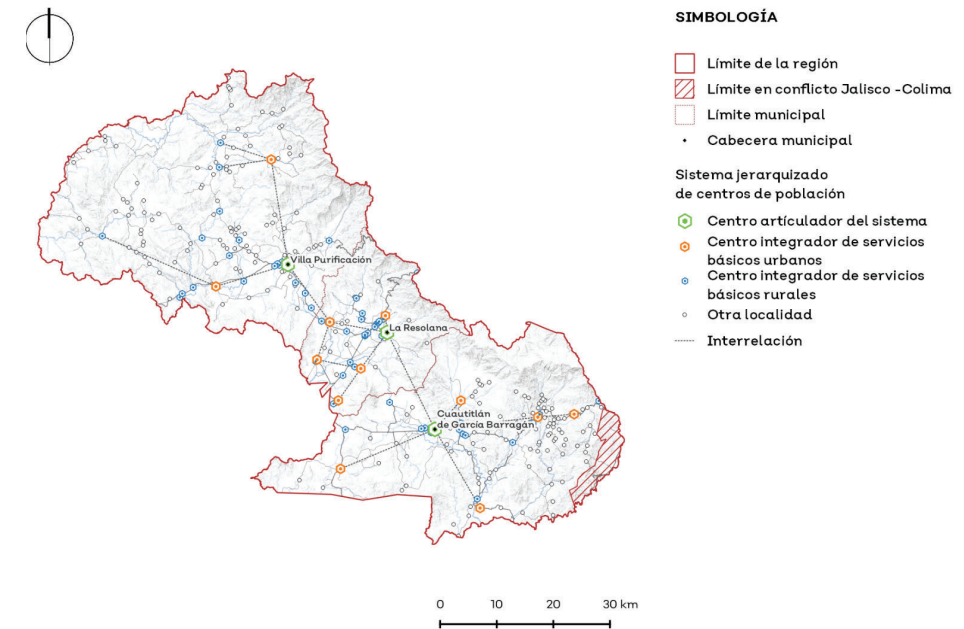 SIMBOLOGÍA
Límite de la región
Límite en conflicto Jalisco -Colima
Límite municipal
Cabecera municipal
Sistema jerarquizado
de centros de población
Centro artículador del sistema
Centro integrador de servicios
básicos urbanos
Centro integrador de servicios
básicos rurales
Otra localidad
Interrelación
Villa Purificación
La Resolana
Cuautitlán
de García Barragán
0 10 20 30 km